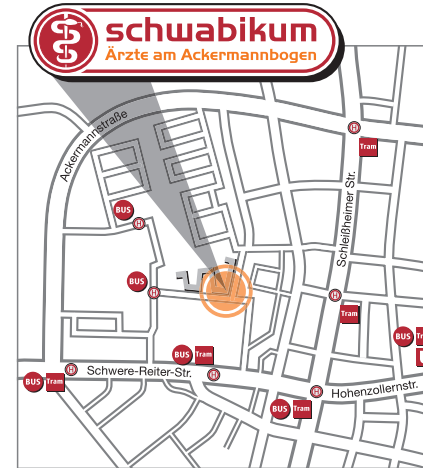 schwabikum
Ärzte am Ackermannbogen
Ackermannstraße
H
Tram
Schleißheimer Str.
BUS
H
BUS
H
H
Tram
BUS
BUS Tram
H
Schwere-Reiter-Str.
H
BUS Tram
H
Hohenzollernstr.
BUS Tram